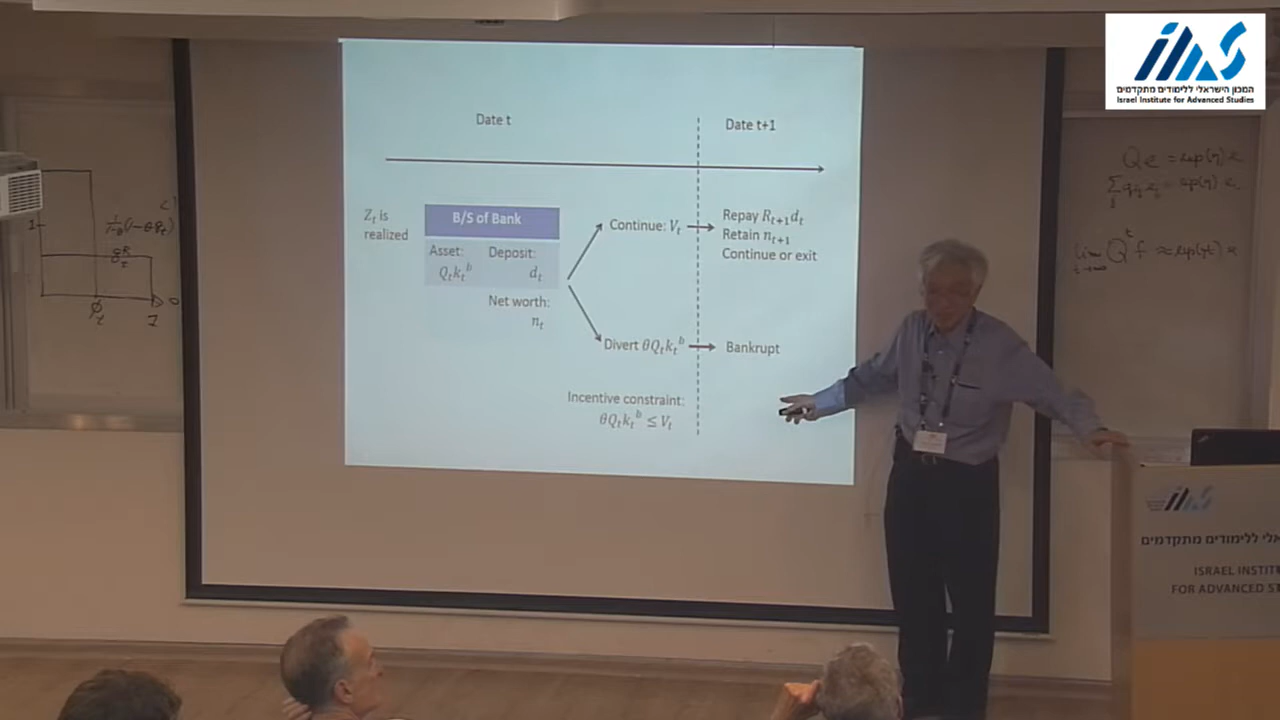 המכון הישראלי ללימודים מתקדמים
Israel Institute for Advanced Studies
Date t
Date t+1
Z_t is
realized
B/S of Bank
Asset:
Q_t k_t^b
Deposit:
d_t
Net worth:
n_t
Continue: V_t
Repay R_{t+1} d_t
Retain n_{t+1}
Continue or exit
Divert θQ_t k_t^b
Bankrupt
Incentive constraint:
θQ_t k_t^b ≤ V_t
1
ללימודים מתקדמים
ISRAEL INSTIT
FOR ADVANCED ST